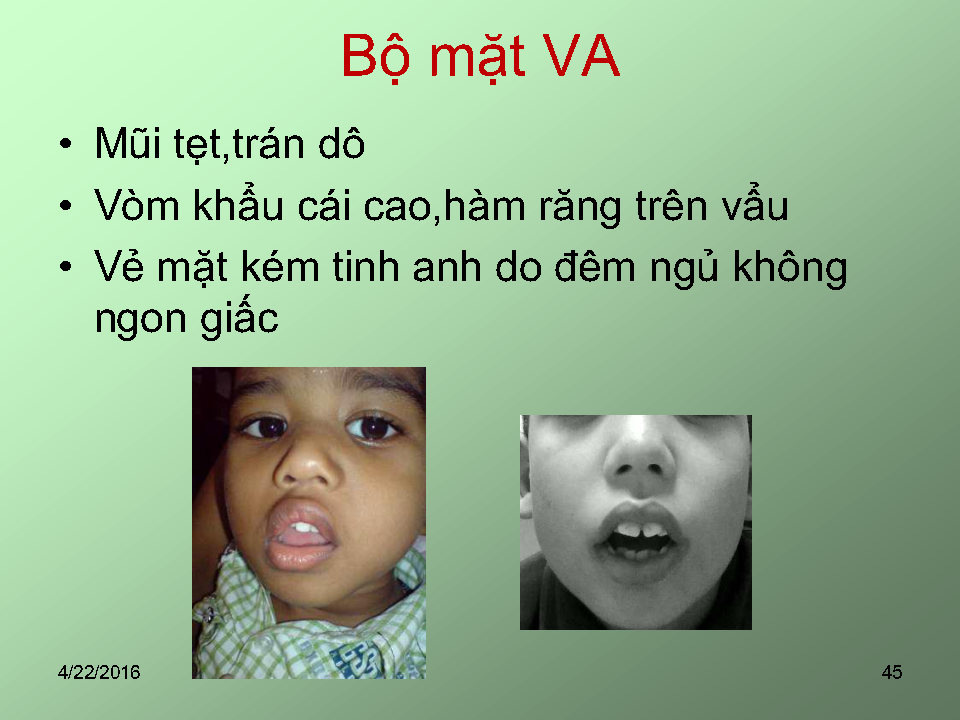 Bộ mặt VA
• Mũi tẹt,trán dô
• Vòm khẩu cái cao,hàm răng trên vẩu
• Vẻ mặt kém tinh anh do đêm ngủ không
ngon giấc
4/22/2016
45